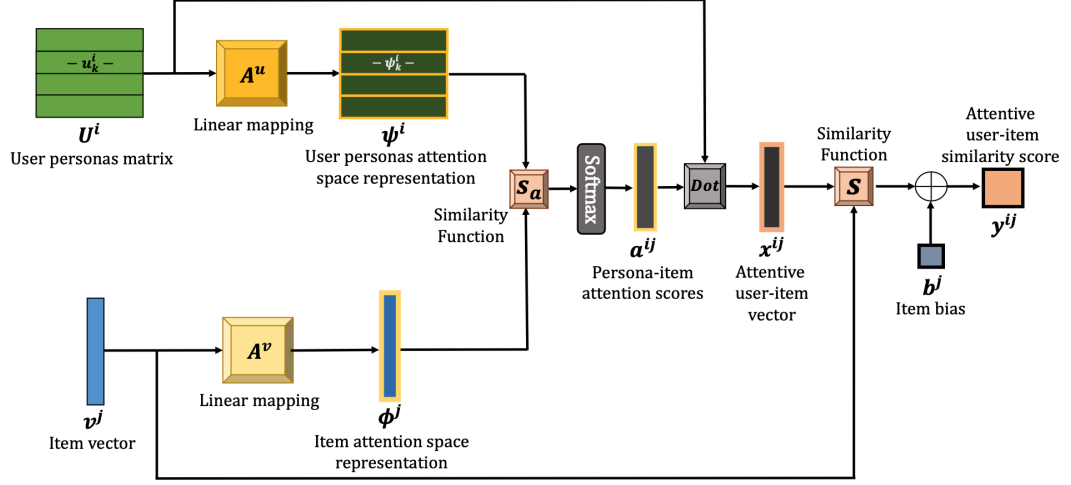 - u_k^i -
A^u
- ψ_k^i -
U^i
User personas matrix
Linear mapping
ψ^i
User personas attention
space representation
s_a
Similarity
Function
Softmax
a^ij
Persona-item
attention scores
Dot
x^ij
Attentive
user-item
vector
Similarity
Function
S
Attentive
user-item
similarity score
y^ij
b^j
Item bias
v^j
Item vector
A^v
Linear mapping
ϕ^j
Item attention space
representation